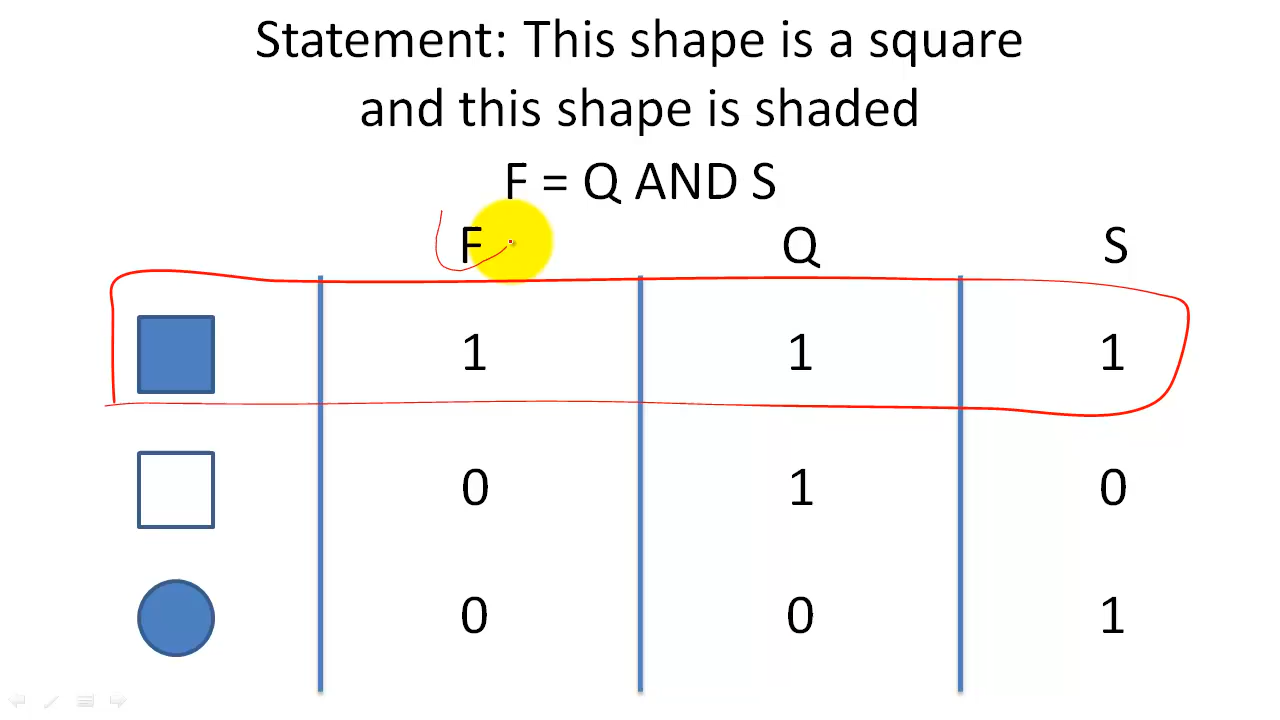 Statement: This shape is a square
and this shape is shaded
F = Q AND S
F Q S
1 1 1
0 1 0
0 0 1